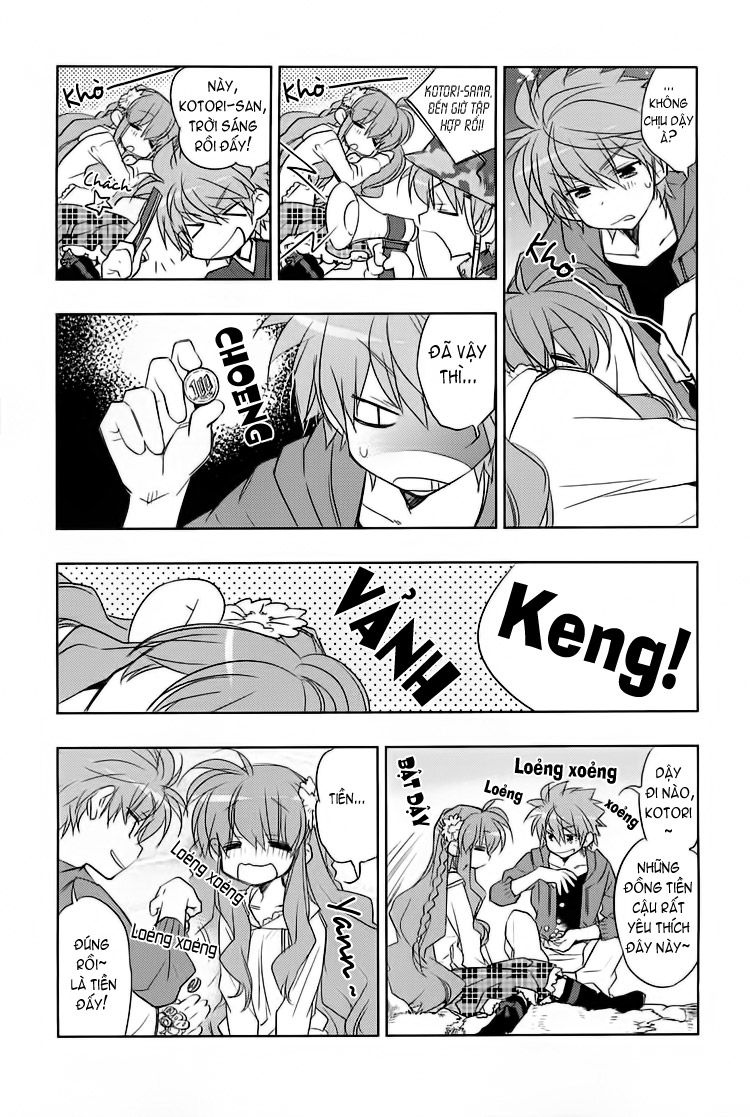 ...
KHÔNG
CHỊU DẬY
À?
Khò
KOTORI-SAMA,
ĐẾN GIỜ TẬP
HỢP RỒI!
Khò
NÀY,
KOTORI-SAN,
TRỜI SÁNG
RỒI ĐẤY!
Khò
Chách
ĐÃ VẬY
THÌ...
CHOENG
100
Keng!
VẢNH
DẬY
ĐI NÀO,
KOTORI
~
NHỮNG
ĐỒNG TIỀN
CẬU RẤT
YÊU THÍCH
ĐÂY NÀY~
Loẻng xoẻng
Loẻng
xoẻng
BẬT DẬY
TIỀN...
Yann~
Loẻng xoẻng
Loẻng xoẻng
ĐÚNG
RỒI~
LÀ TIỀN
ĐẤY!